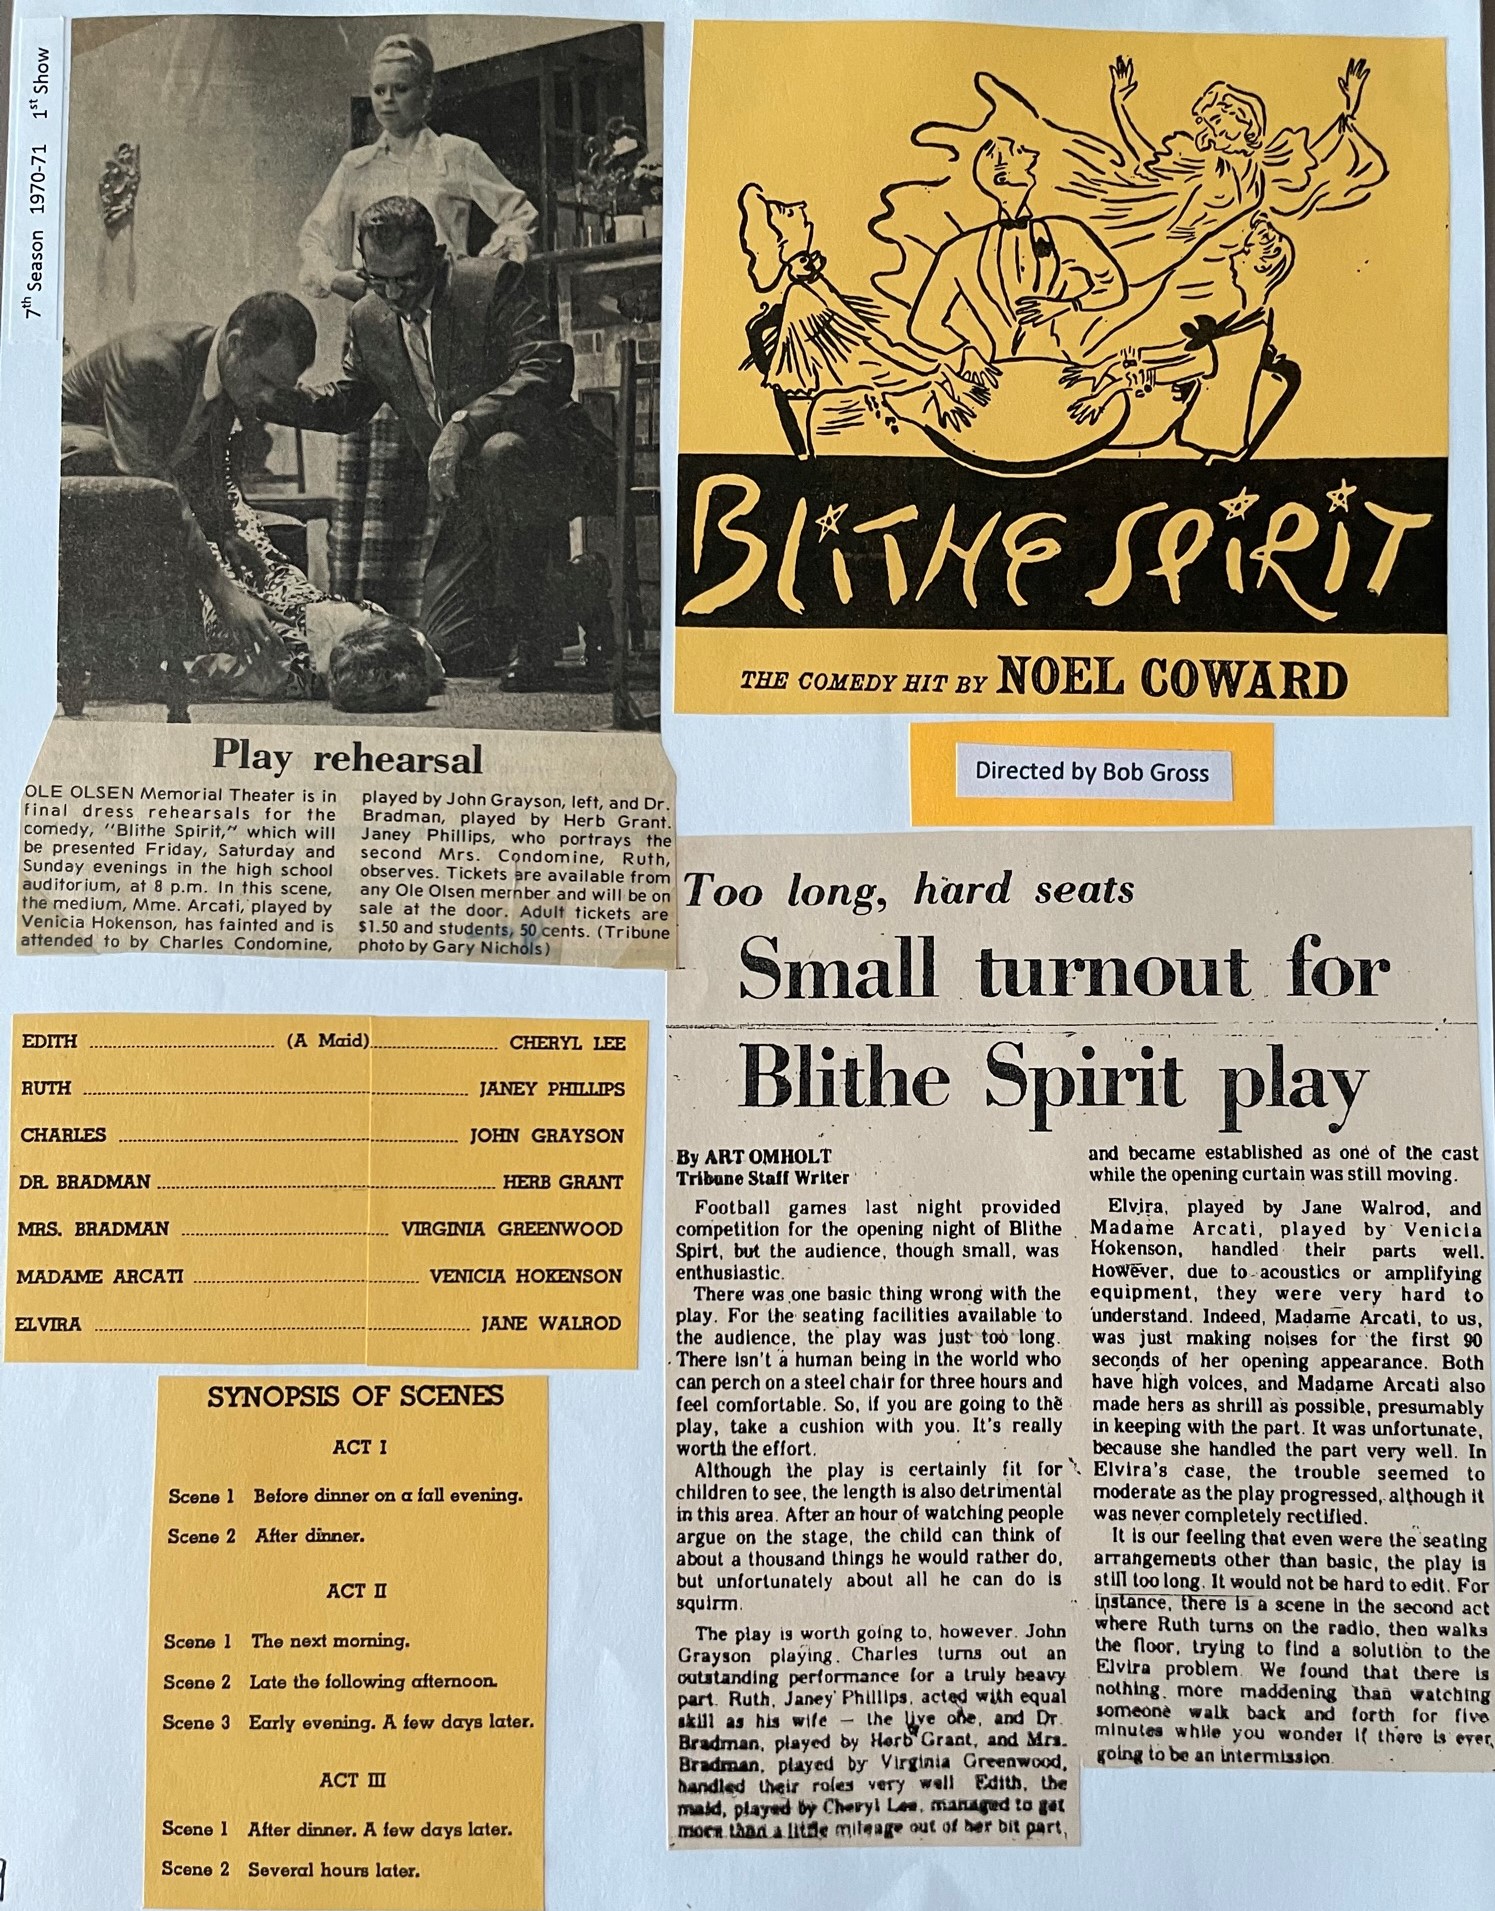 7th Season 1970-71 1st Show
Play rehearsal
OLE OLSEN Memorial Theater is in
final dress rehearsals for the
comedy, "Blithe Spirit," which will
be presented Friday, Saturday and
Sunday evenings in the high school
auditorium, at 8 p.m. In this scene,
the medium, Mme. Arcati, played by
Venicia Hokenson, has fainted and is
attended to by Charles Condomine,
played by John Grayson, left, and Dr.
Bradman, played by Herb Grant.
Janey Phillips, who portrays the
second Mrs. Condomine, Ruth,
observes. Tickets are available from
any Ole Olsen member and will be on
sale at the door. Adult tickets are
$1.50 and students, 50 cents. (Tribune
photo by Gary Nichols)
BLiTHE SPiRiT
THE COMEDY HIT BY NOEL COWARD
Directed by Bob Gross
EDITH (A Maid) CHERYL LEE
RUTH JANEY PHILLIPS
CHARLES JOHN GRAYSON
DR. BRADMAN HERB GRANT
MRS. BRADMAN VIRGINIA GREENWOOD
MADAME ARCATI VENICIA HOKENSON
ELVIRA JANE WALROD
SYNOPSIS OF SCENES
ACT I
Scene 1 Before dinner on a fall evening.
Scene 2 After dinner.
ACT II
Scene 1 The next morning.
Scene 2 Late the following afternoon.
Scene 3 Early evening. A few days later.
ACT III
Scene 1 After dinner. A few days later.
Scene 2 Several hours later.
Too long, hard seats
Small turnout for
Blithe Spirit play
By ART OMHOLT
Tribune Staff Writer
Football games last night provided
competition for the opening night of Blithe
Spirt, but the audience, though small, was
enthusiastic.
There was one basic thing wrong with the
play. For the seating facilities available to
the audience, the play was just too long.
There isn't a human being in the world who
can perch on a steel chair for three hours and
feel comfortable. So, if you are going to the
play, take a cushion with you. It's really
worth the effort.
Although the play is certainly fit for
children to see, the length is also detrimental
in this area. After an hour of watching people
argue on the stage, the child can think of
about a thousand things he would rather do,
but unfortunately about all he can do is
squirm.
The play is worth going to, however. John
Grayson playing. Charles turns out an
outstanding performance for a truly heavy
part. Ruth, Janey Phillips, acted with equal
skill as his wife — the live one, and Dr.
Bradman, played by Herb Grant, and Mrs.
Bradman, played by Virginia Greenwood,
handled their roles very well Edith, the
maid, played by Cheryl Lee, managed to get
more than a little mileage out of her bit part,
and became established as one of the cast
while the opening curtain was still moving.
Elvira, played by Jane Walrod, and
Madame Arcati, played by Venicia
Hokenson, handled their parts well.
However, due to acoustics or amplifying
equipment, they were very hard to
understand. Indeed, Madame Arcati, to us,
was just making noises for the first 90
seconds of her opening appearance. Both
have high voices, and Madame Arcati also
made hers as shrill as possible, presumably
in keeping with the part. It was unfortunate,
because she handled the part very well. In
Elvira's case, the trouble seemed to
moderate as the play progressed, although it
was never completely rectified.
It is our feeling that even were the seating
arrangements other than basic, the play is
still too long. It would not be hard to edit. For
instance, there is a scene in the second act
where Ruth turns on the radio, then walks
the floor, trying to find a solution to the
Elvira problem. We found that there is
nothing more maddening than watching
someone walk back and forth for five
minutes while you wonder if there is ever
going to be an intermission.